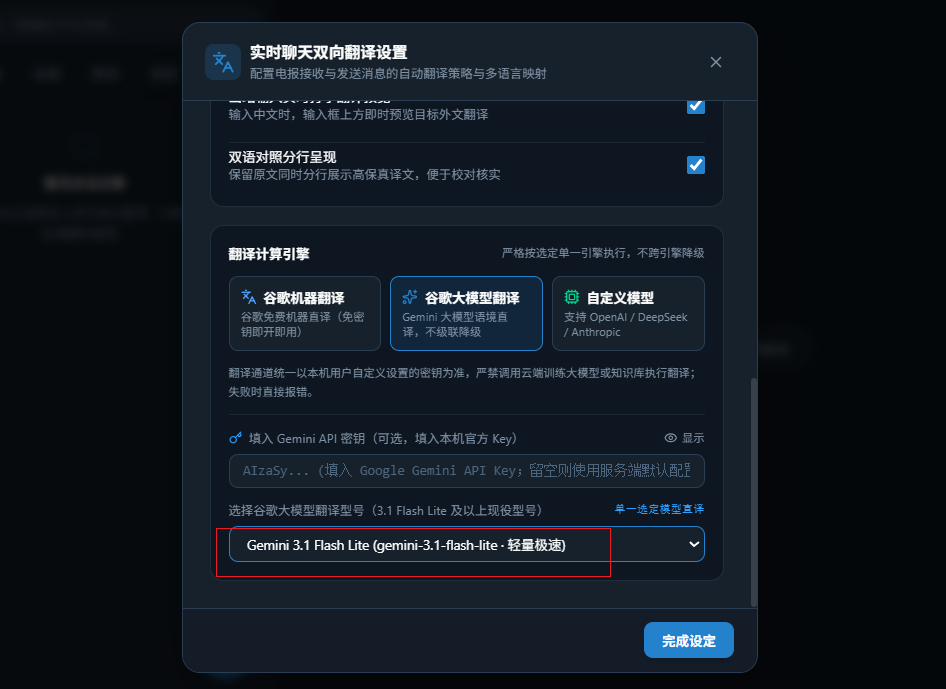 实时聊天双向翻译设置
配置电报接收与发送消息的自动翻译策略与多语言映射
输入中文时，输入框上方即时预览目标外文翻译
双语对照分行呈现
保留原文同时分行展示高保真译文，便于校对核实
翻译计算引擎
严格按选定单一引擎执行，不跨引擎降级
谷歌机器翻译
谷歌免费机器直译（免密
钥即开即用）
谷歌大模型翻译
Gemini 大模型语境直
译，不级联降级
自定义模型
支持 OpenAI / DeepSeek
/ Anthropic
翻译通道统一以本机用户自定义设置的密钥为准，严禁调用云端训练大模型或知识库执行翻译；
失败时直接报错。
填入 Gemini API 密钥（可选，填入本机官方 Key）
显示
AIzaSy... (填入 Google Gemini API Key；留空则使用服务端默认配置
选择谷歌大模型翻译型号（3.1 Flash Lite 及以上现役型号）
单一选定模型直译
Gemini 3.1 Flash Lite (gemini-3.1-flash-lite · 轻量极速)
完成设定